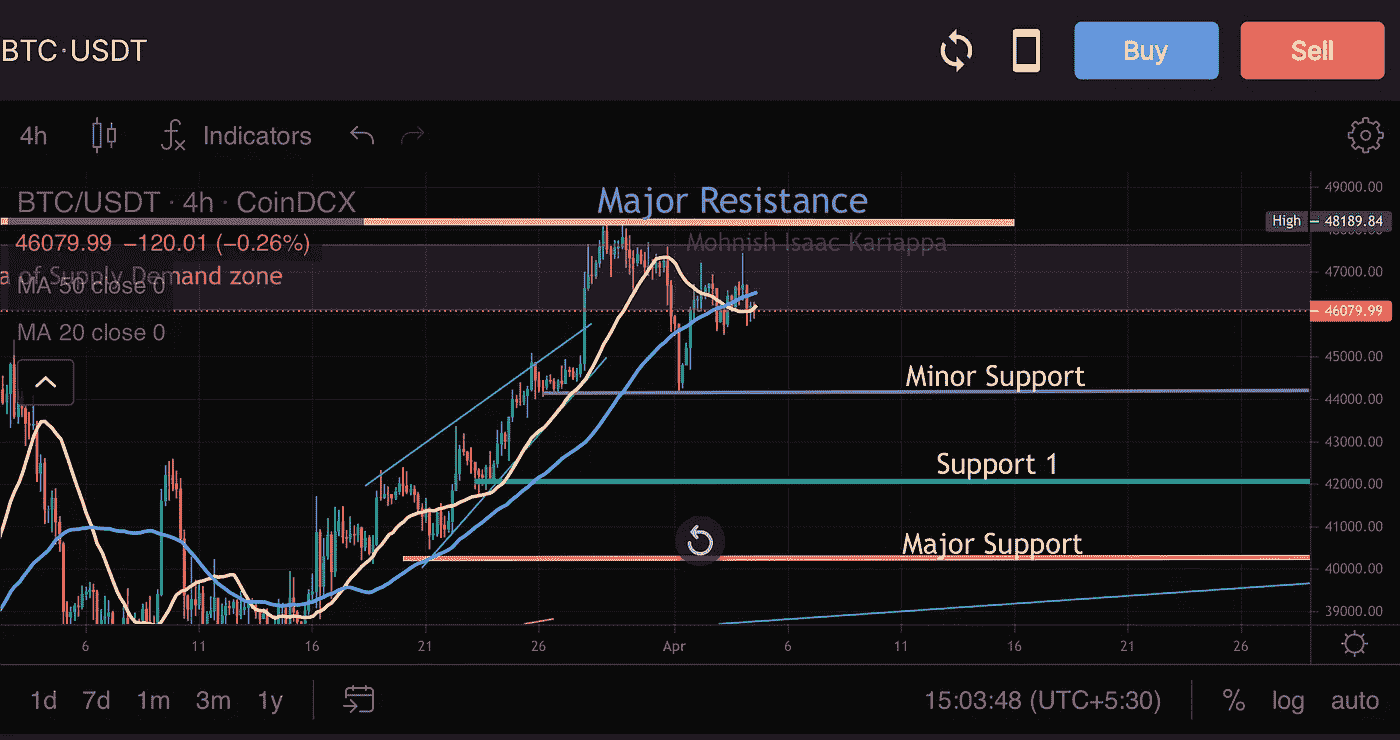 BTC·USDT
Buy
Sell
4h
Indicators
BTC/USDT · 4h · CoinDCX
Major Resistance
49000.00
High
48189.84
46079.99 −120.01 (−0.26%)
Mohnish Isaac Kariappa
a of Supply Demand zone
MA 50 close 0
47000.00
46079.99
MA 20 close 0
45000.00
Minor Support
44000.00
43000.00
Support 1
42000.00
41000.00
Major Support
40000.00
39000.00
6 11 16 21 26 Apr 6 11 16 21 26
1d 7d 1m 3m 1y
15:03:48 (UTC+5:30)
% log auto